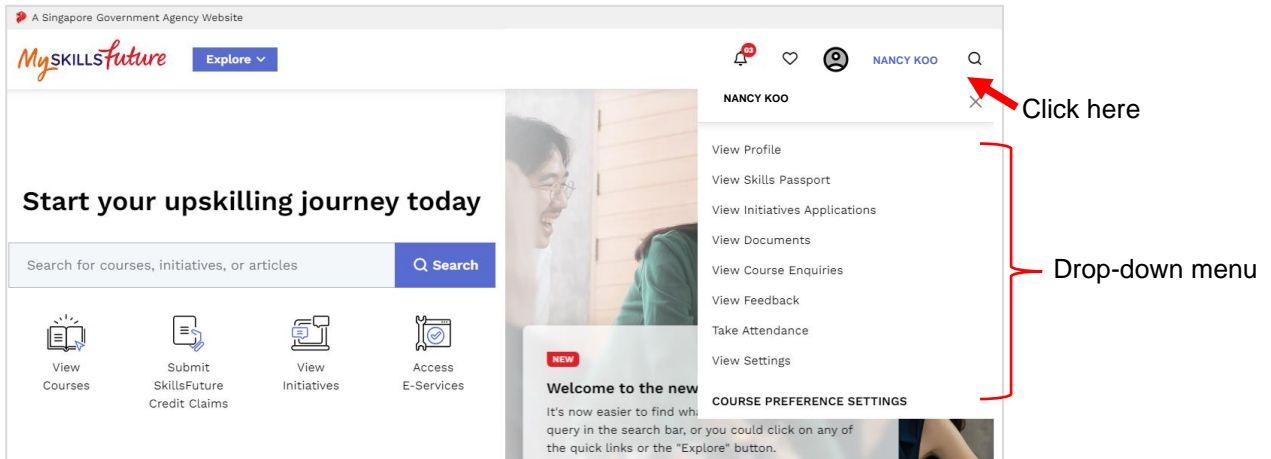 A Singapore Government Agency Website
MySKILLSfuture
Explore
03
NANCY KOO
NANCY KOO
Click here
View Profile
View Skills Passport
View Initiatives Applications
View Documents
View Course Enquiries
View Feedback
Take Attendance
View Settings
COURSE PREFERENCE SETTINGS
Drop-down menu
Start your upskilling journey today
Search for courses, initiatives, or articles
Search
View
Courses
Submit
SkillsFuture
Credit Claims
View
Initiatives
Access
E-Services
NEW
Welcome to the new
It's now easier to find wh
query in the search bar, or you could click on any of
the quick links or the "Explore" button.